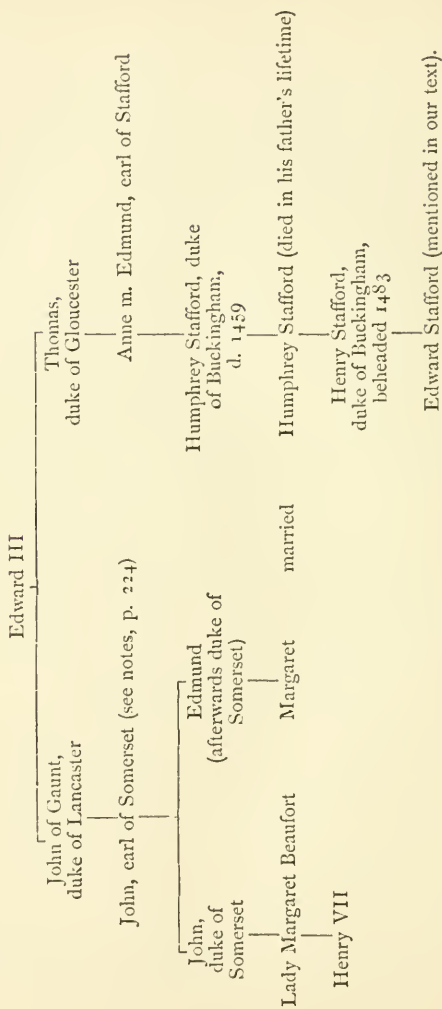 Edward III
John of Gaunt,
duke of Lancaster
John, earl of Somerset (see notes, p. 224)
John,
duke of
Somerset
Lady Margaret Beaufort
Henry VII
Edmund
(afterwards duke of
Somerset)
Margaret married
Thomas,
duke of Gloucester
Anne m. Edmund, earl of Stafford
Humphrey Stafford, duke
of Buckingham,
d. 1459
Humphrey Stafford (died in his father's lifetime)
Henry Stafford,
duke of Buckingham,
beheaded 1483
Edward Stafford (mentioned in our text).